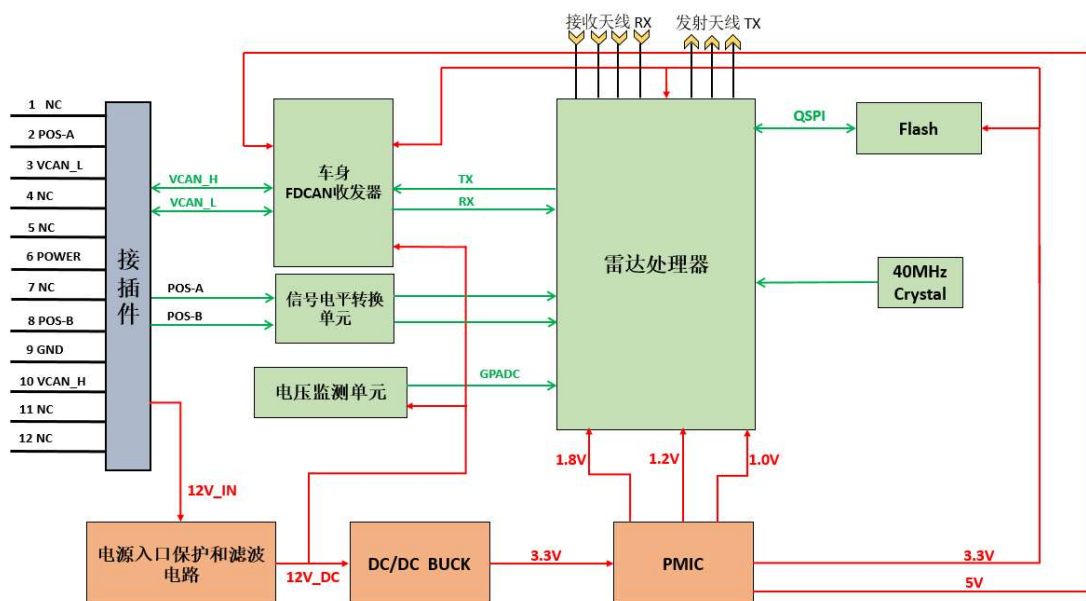 接收天线 RX
发射天线 TX
1 NC
2 POS-A
3 VCAN_L
4 NC
5 NC
6 POWER
7 NC
8 POS-B
9 GND
10 VCAN_H
11 NC
12 NC
接插件
VCAN_H
VCAN_L
POS-A
POS-B
车身
FDCAN收发器
TX
RX
信号电平转换
单元
电压监测单元
GPADC
雷达处理器
QSPI
Flash
40MHz
Crystal
1.8V
1.2V
1.0V
12V_IN
电源入口保护和滤波
电路
12V_DC
DC/DC BUCK
3.3V
PMIC
3.3V
5V